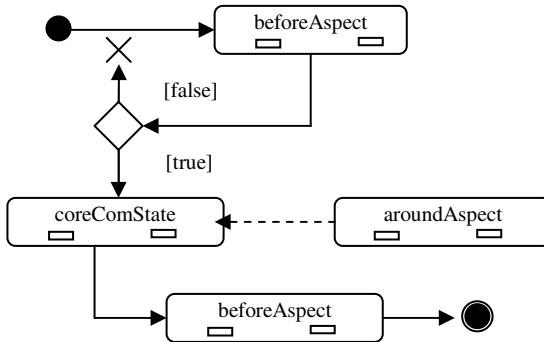 beforeAspect
[false]
[true]
coreComState
aroundAspect
beforeAspect